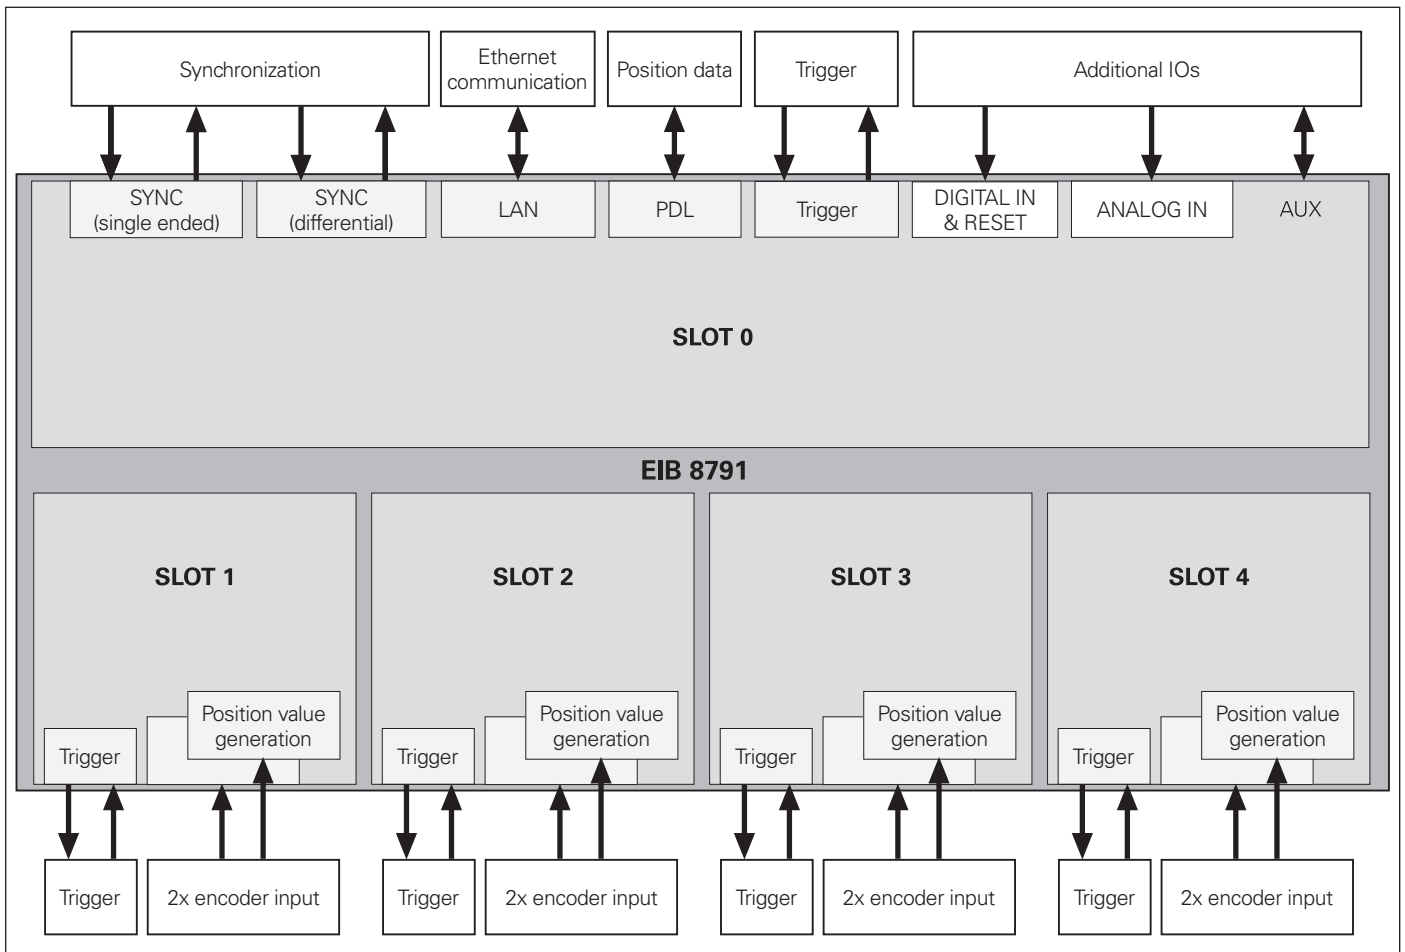 Synchronization
Ethernet
communication
Position data
Trigger
Additional IOs
SYNC
(single ended)
SYNC
(differential)
LAN
PDL
Trigger
DIGITAL IN
& RESET
ANALOG IN
AUX
SLOT 0
EIB 8791
SLOT 1
SLOT 2
SLOT 3
SLOT 4
Trigger
Position value
generation
Trigger
Position value
generation
Trigger
Position value
generation
Trigger
Position value
generation
Trigger
2x encoder input
Trigger
2x encoder input
Trigger
2x encoder input
Trigger
2x encoder input